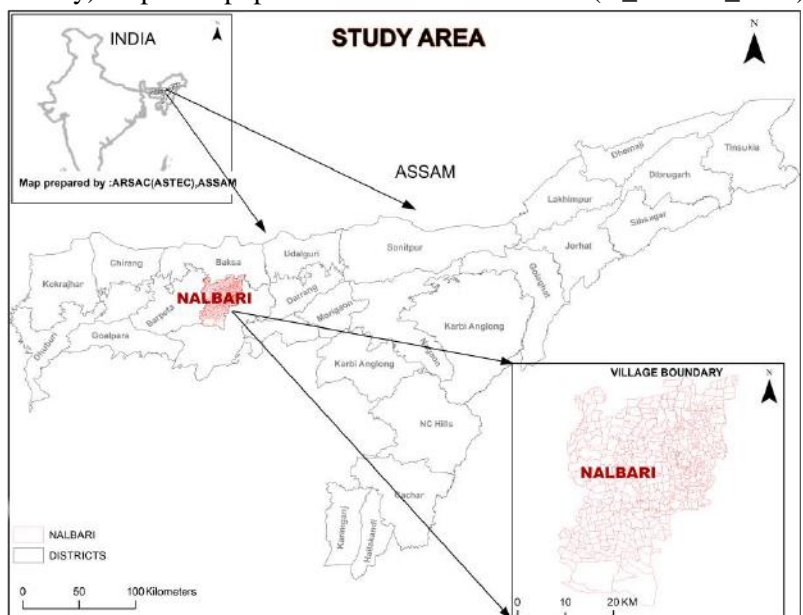 STUDY AREA
INDIA
N
N
Map prepared by :ARSAC(ASTEC),ASSAM
ASSAM
Dhemaji
Tinsukia
Dibrugarh
Lakhimpur
Sibsagar
Jorhat
Golaghat
Sonitpur
Udalguri
Baksa
Chirang
Kokrajhar
NALBARI
Darrang
Morigaon
Barpeta
Dhuburi
Goalpara
Karbi Anglong
Nagaon
Karbi Anglong
NC Hills
Cachar
Karimganj
Hailakandi
VILLAGE BOUNDARY
N
NALBARI
0 10 20 KM
NALBARI
DISTRICTS
0 50 100 Kilometers